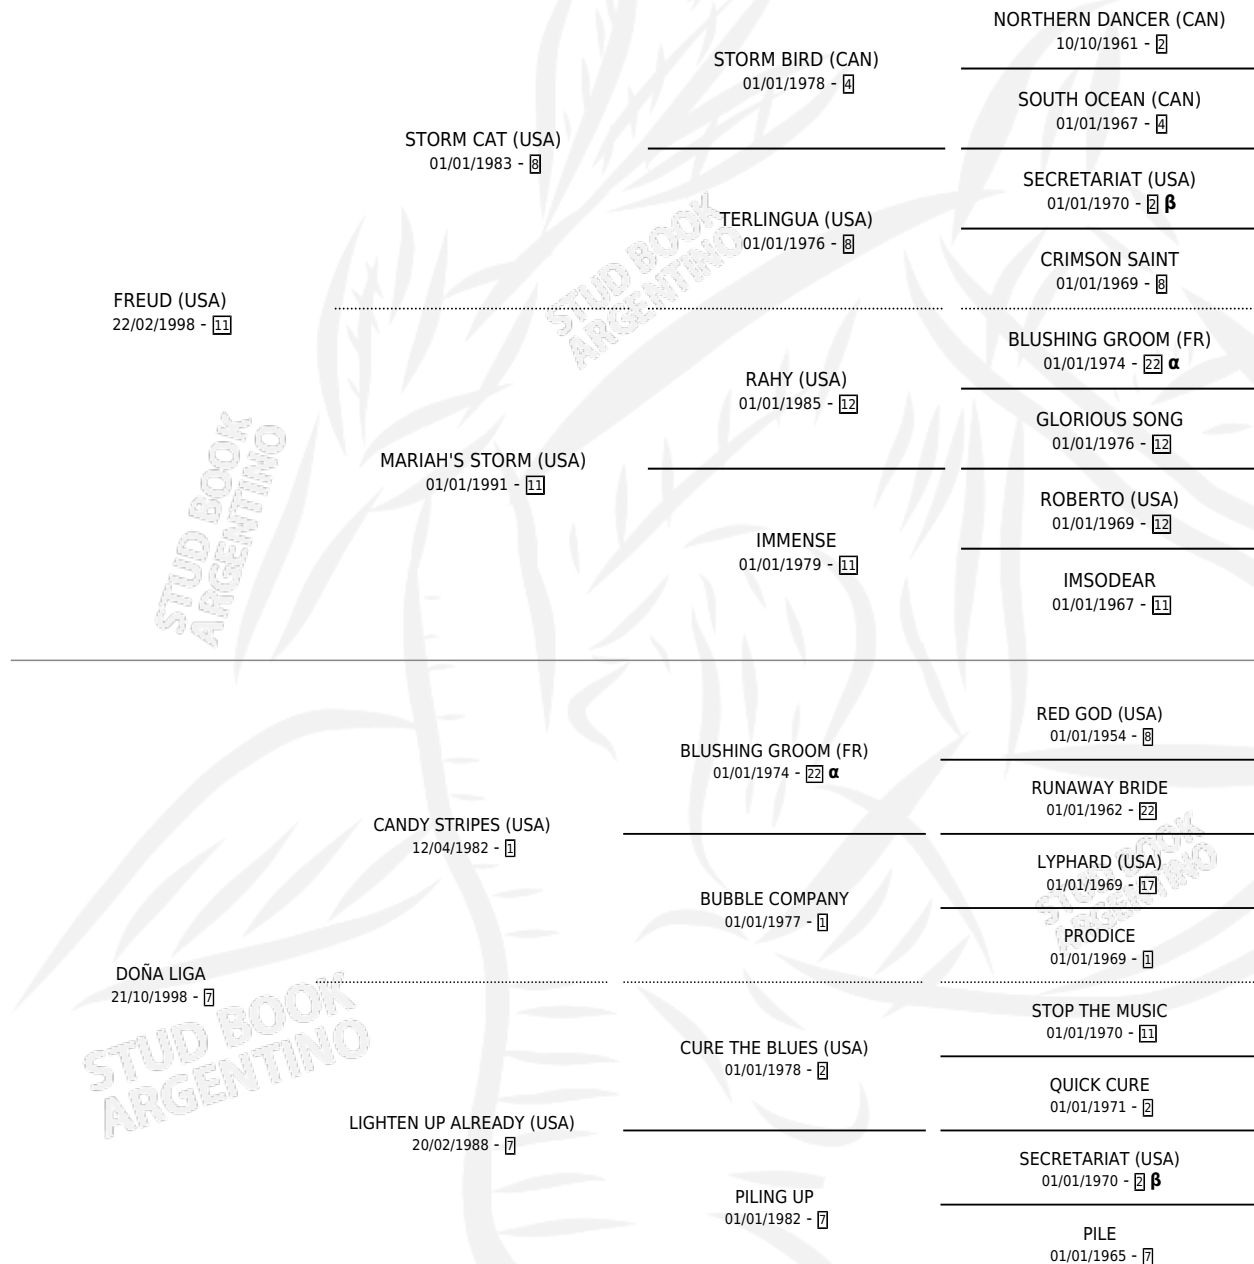 NORTHERN DANCER (CAN)
10/10/1961 - 2
STORM BIRD (CAN)
01/01/1978 - 4
SOUTH OCEAN (CAN)
01/01/1967 - 4
STORM CAT (USA)
01/01/1983 - 8
SECRETARIAT (USA)
01/01/1970 - 2 β
TERLINGUA (USA)
01/01/1976 - 8
CRIMSON SAINT
01/01/1969 - 8
FREUD (USA)
22/02/1998 - 11
BLUSHING GROOM (FR)
01/01/1974 - 22 α
RAHY (USA)
01/01/1985 - 12
GLORIOUS SONG
01/01/1976 - 12
MARIAH'S STORM (USA)
01/01/1991 - 11
ROBERTO (USA)
01/01/1969 - 12
IMMENSE
01/01/1979 - 11
IMSODEAR
01/01/1967 - 11
RED GOD (USA)
01/01/1954 - 8
BLUSHING GROOM (FR)
01/01/1974 - 22 α
RUNAWAY BRIDE
01/01/1962 - 22
CANDY STRIPES (USA)
12/04/1982 - 1
LYPHARD (USA)
01/01/1969 - 17
BUBBLE COMPANY
01/01/1977 - 1
PRODICE
01/01/1969 - 1
DOÑA LIGA
21/10/1998 - 7
STOP THE MUSIC
01/01/1970 - 11
CURE THE BLUES (USA)
01/01/1978 - 2
QUICK CURE
01/01/1971 - 2
LIGHTEN UP ALREADY (USA)
20/02/1988 - 7
SECRETARIAT (USA)
01/01/1970 - 2 β
PILING UP
01/01/1982 - 7
PILE
01/01/1965 - 7
STUD BOOK
ARGENTINO
STUD BOOK
ARGENTINO
STUD BOOK
ARGENTINO
STUD BOOK
ARGENTINO